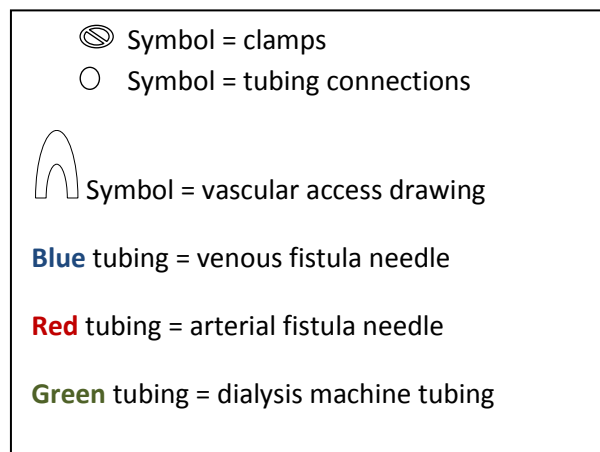 Symbol = clamps
Symbol = tubing connections
Symbol = vascular access drawing
Blue tubing = venous fistula needle
Red tubing = arterial fistula needle
Green tubing = dialysis machine tubing